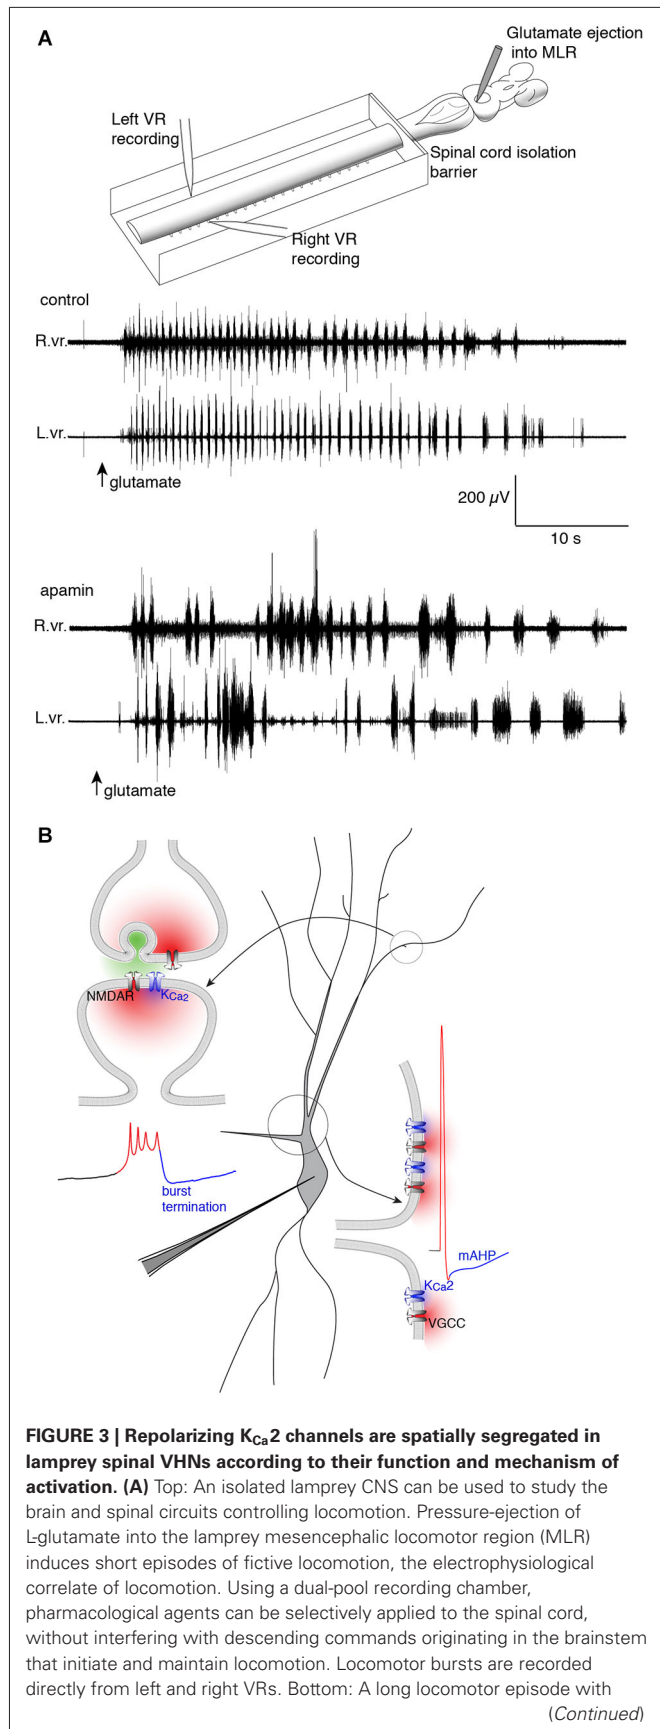 A
Glutamate ejection
into MLR
Left VR
recording
Spinal cord isolation
barrier
Right VR
recording
control
R.vr.
L.vr.
glutamate
200 µV
10 s
apamin
R.vr.
L.vr.
glutamate
B
NMDAR
KCa2
burst
termination
mAHP
KCa2
VGCC
FIGURE 3 | Repolarizing KCa2 channels are spatially segregated in
lamprey spinal VHNs according to their function and mechanism of
activation. (A) Top: An isolated lamprey CNS can be used to study the
brain and spinal circuits controlling locomotion. Pressure-ejection of
L-glutamate into the lamprey mesencephalic locomotor region (MLR)
induces short episodes of fictive locomotion, the electrophysiological
correlate of locomotion. Using a dual-pool recording chamber,
pharmacological agents can be selectively applied to the spinal cord,
without interfering with descending commands originating in the brainstem
that initiate and maintain locomotion. Locomotor bursts are recorded
directly from left and right VRs. Bottom: A long locomotor episode with
(Continued)